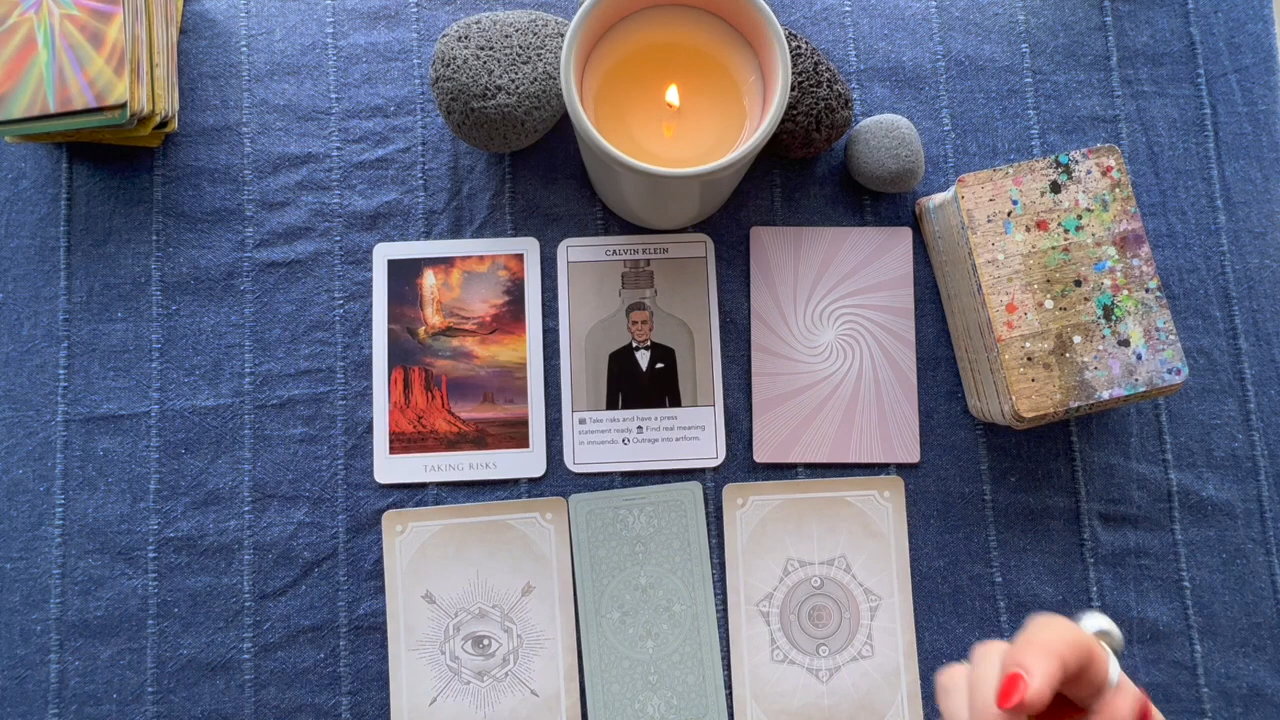 TAKING RISKS
CALVIN KLEIN
Take risks and have a press
statement ready. Find real meaning
in innuendo. Outrage into artform.